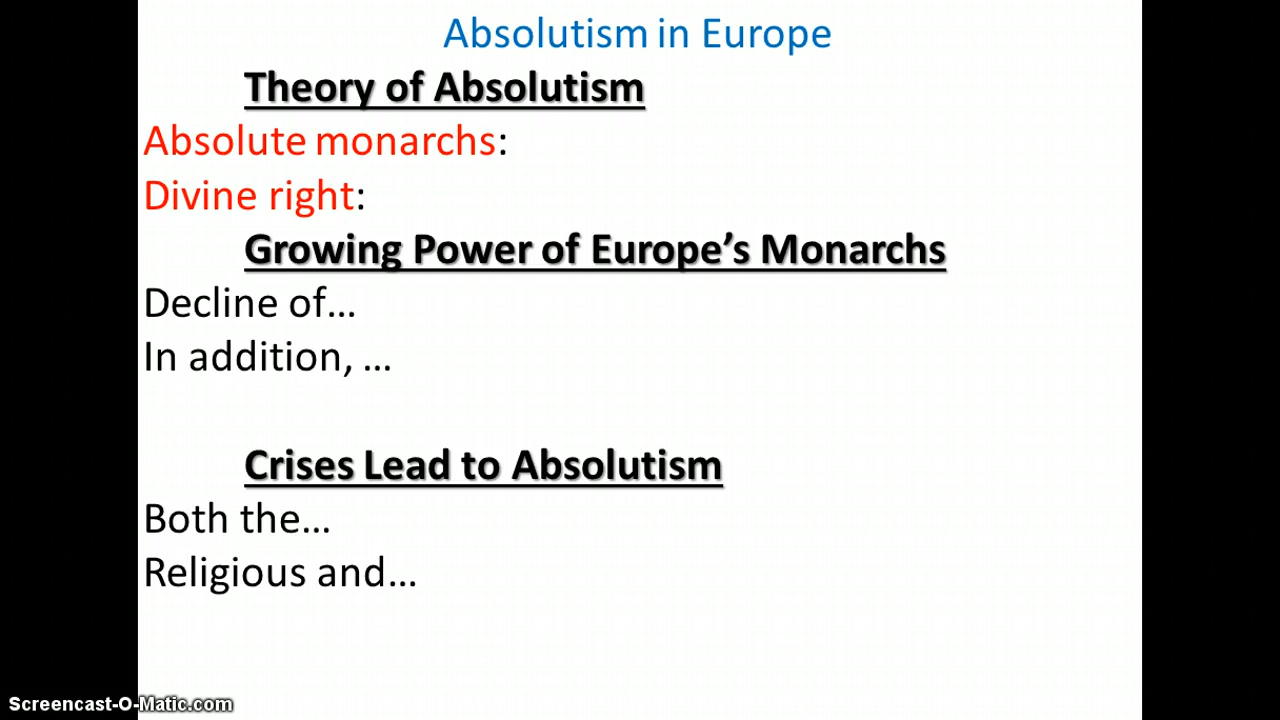 Absolutism in Europe
Theory of Absolutism
Absolute monarchs:
Divine right:
Growing Power of Europe’s Monarchs
Decline of…
In addition, …
Crises Lead to Absolutism
Both the…
Religious and…
Screencast-O-Matic.com